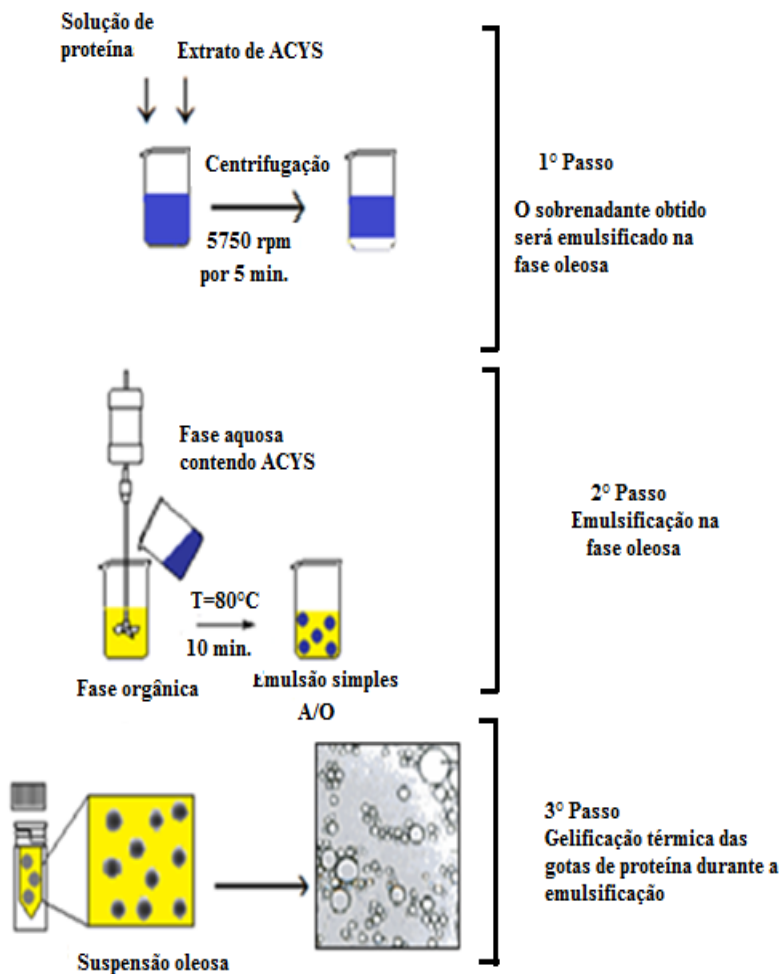 Solução de
proteína
Extrato de ACYS
Centrifugação
5750 rpm
por 5 min.
1° Passo
O sobrenadante obtido
será emulsificado na
fase oleosa
Fase aquosa
contendo ACYS
T=80°C
10 min.
Fase orgânica
Emulsão simples
A/O
2° Passo
Emulsificação na
fase oleosa
3° Passo
Gelificação térmica das
gotas de proteína durante a
emulsificação
Suspensão oleosa